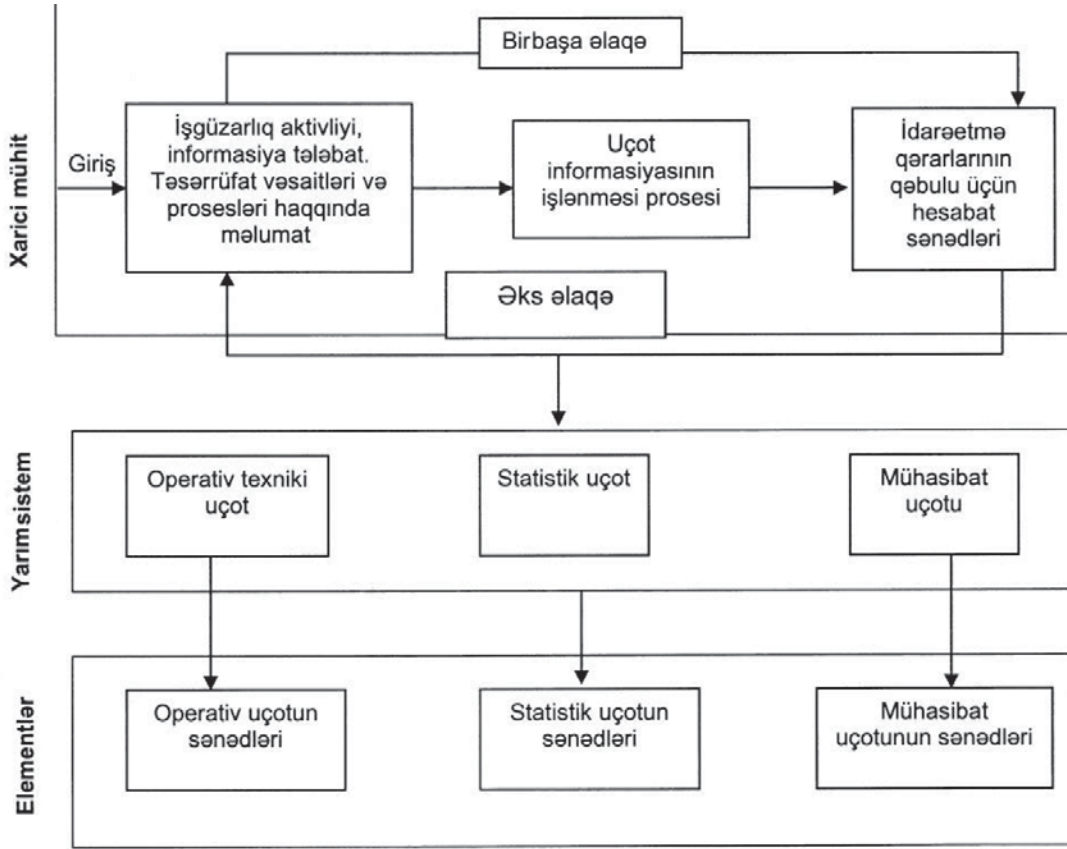 Xarici mühit
Birbaşa əlaqə
Giriş
İşgüzarlıq aktivliyi,
informasiya tələbat.
Təsərrüfat vəsaitləri və
prosesləri haqqında
məlumat
Uçot
informasiyasının
işlənməsi prosesi
İdarəetmə
qərarlarının
qəbulu üçün
hesabat
sənədləri
Əks əlaqə
Yarımsistem
Operativ texniki
uçot
Statistik uçot
Mühasibat
uçotu
Elementlər
Operativ uçotun
sənədləri
Statistik uçotun
sənədləri
Mühasibat
uçotunun sənədləri